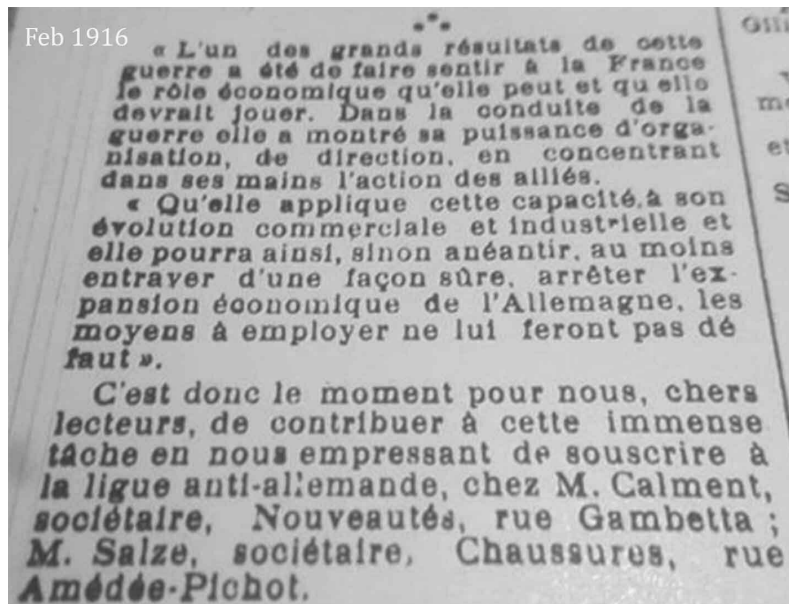 Feb 1916
« L'un des grands résultats de cette
guerre a été de faire sentir à la France
le rôle économique qu'elle peut et qu elle
devrait jouer. Dans la conduite de la
guerre elle a montré sa puissance d'orga-
nisation, de direction, en concentrant
dans ses mains l'action des alliés.
« Qu'elle applique cette capacité,à son
évolution commerciale et industrielle et
elle pourra ainsi, sinon anéantir, au moins
entraver d'une façon sûre, arrêter l'ex-
pansion économique de l'Allemagne, les
moyens à employer ne lui feront pas dé
faut ».
C'est donc le moment pour nous, chers
lecteurs, de contribuer à cette immense
tâche en nous empressant de souscrire à
la ligue anti-allemande, chez M. Calment,
sociétaire, Nouveautés, rue Gambetta ;
M. Salze, sociétaire, Chaussures, rue
Amédée-Pichot.